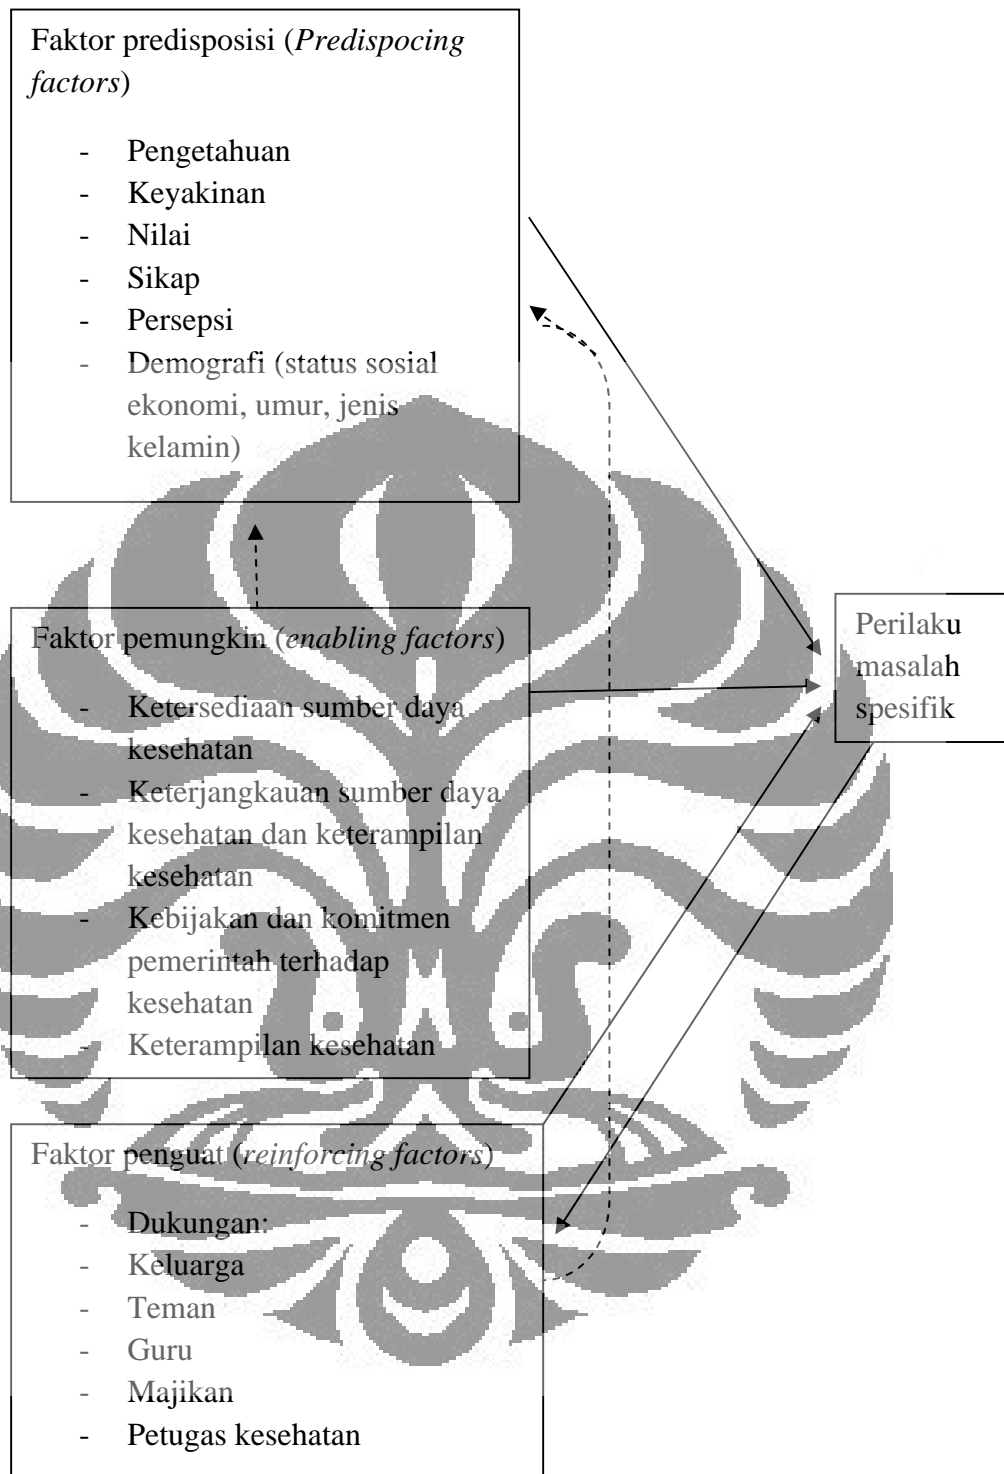 Faktor predisposisi (Predispocing
factors)
- Pengetahuan
- Keyakinan
- Nilai
- Sikap
- Persepsi
- Demografi (status sosial
ekonomi, umur, jenis
kelamin)
Faktor pemungkin (enabling factors)
- Ketersediaan sumber daya
kesehatan
- Keterjangkauan sumber daya
kesehatan dan keterampilan
kesehatan
- Kebijakan dan komitmen
pemerintah terhadap
kesehatan
- Keterampilan kesehatan
Perilaku
masalah
spesifik
Faktor penguat (reinforcing factors)
- Dukungan:
- Keluarga
- Teman
- Guru
- Majikan
- Petugas kesehatan